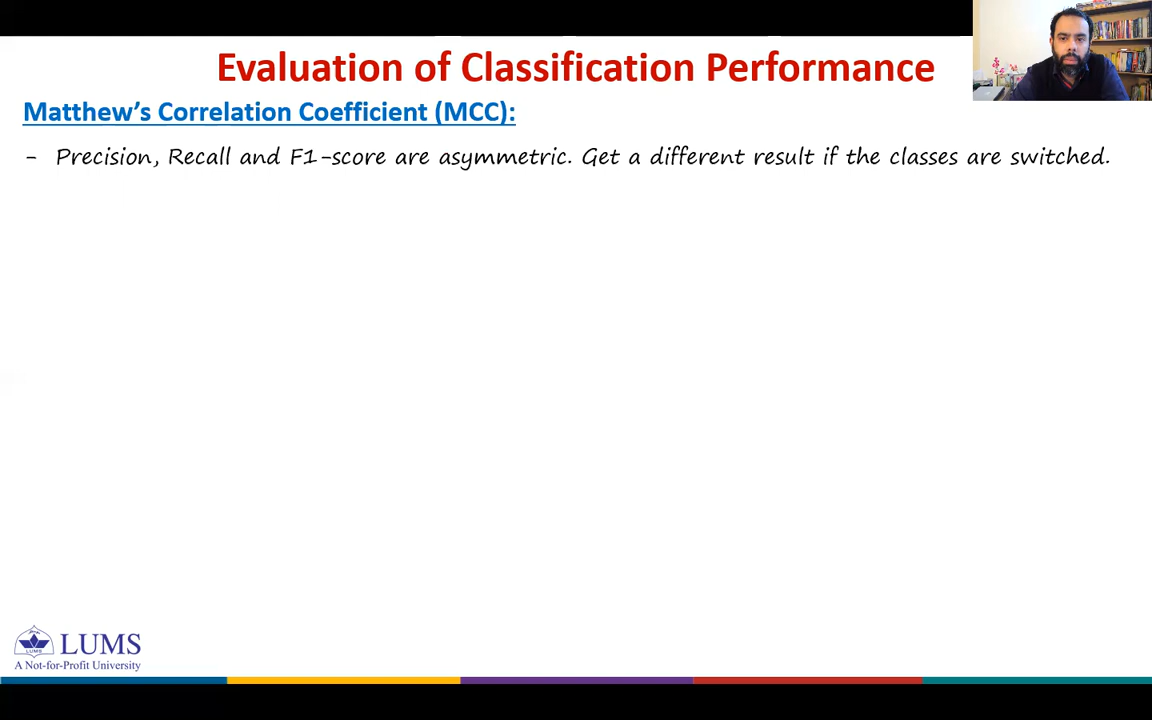 Evaluation of Classification Performance
Matthew's Correlation Coefficient (MCC):
- Precision, Recall and F1-score are asymmetric. Get a different result if the classes are switched.
LUMS
LUMS
A Not-for-Profit University